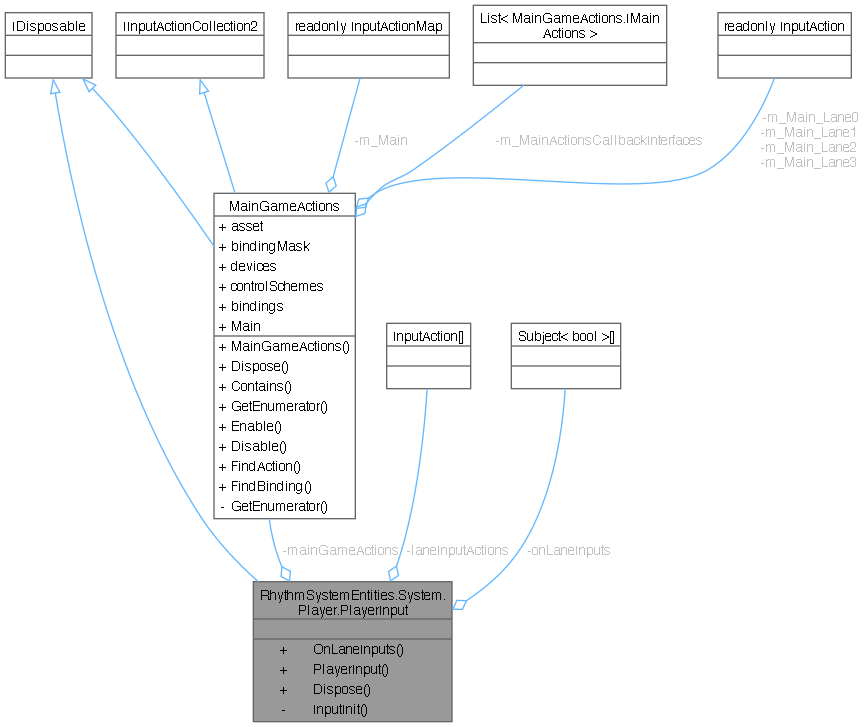 IDisposable
IInputActionCollection2
readonly InputActionMap
List< MainGameActions.IMain
Actions >
readonly InputAction
-m_Main
-m_MainActionsCallbackInterfaces
-m_Main_Lane0
-m_Main_Lane1
-m_Main_Lane2
-m_Main_Lane3
MainGameActions
+ asset
+ bindingMask
+ devices
+ controlSchemes
+ bindings
+ Main
+ MainGameActions()
+ Dispose()
+ Contains()
+ GetEnumerator()
+ Enable()
+ Disable()
+ FindAction()
+ FindBinding()
- GetEnumerator()
InputAction[]
Subject< bool >[]
-mainGameActions
-laneInputActions
-onLaneInputs
RhythmSystemEntities.System.
Player.PlayerInput
+ OnLaneInputs()
+ PlayerInput()
+ Dispose()
- InputInit()